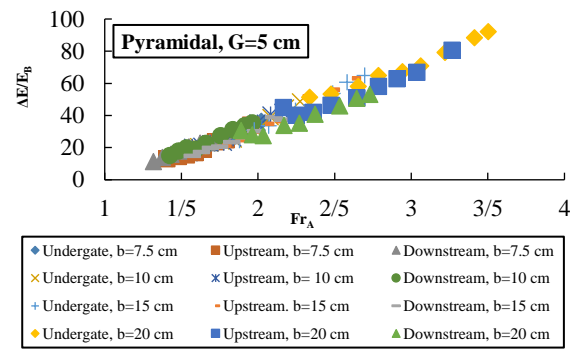 Pyramidal, G=5 cm
ΔE/E_B
100
80
60
40
20
0
1
1/5
2
2/5
3
3/5
4
Fr_A
Undergate, b=7.5 cm
Upstream, b=7.5 cm
Downstream, b=7.5 cm
Undergate, b=10 cm
Upstream, b= 10 cm
Downstream, b=10 cm
Undergate, b=15 cm
Upstream. b=15 cm
Downstream, b=15 cm
Undergate, b=20 cm
Upstream, b=20 cm
Downstream, b=20 cm